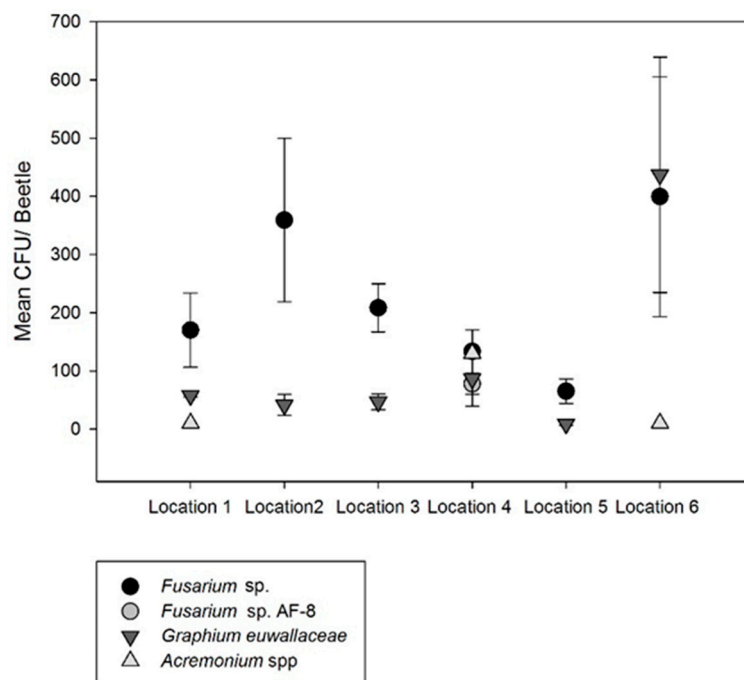 700
600
500
400
300
200
100
0
Mean CFU/ Beetle
Location 1 Location2 Location 3 Location 4 Location 5 Location 6
Fusarium sp.
Fusarium sp. AF-8
Graphium euwallaceae
Acremonium spp